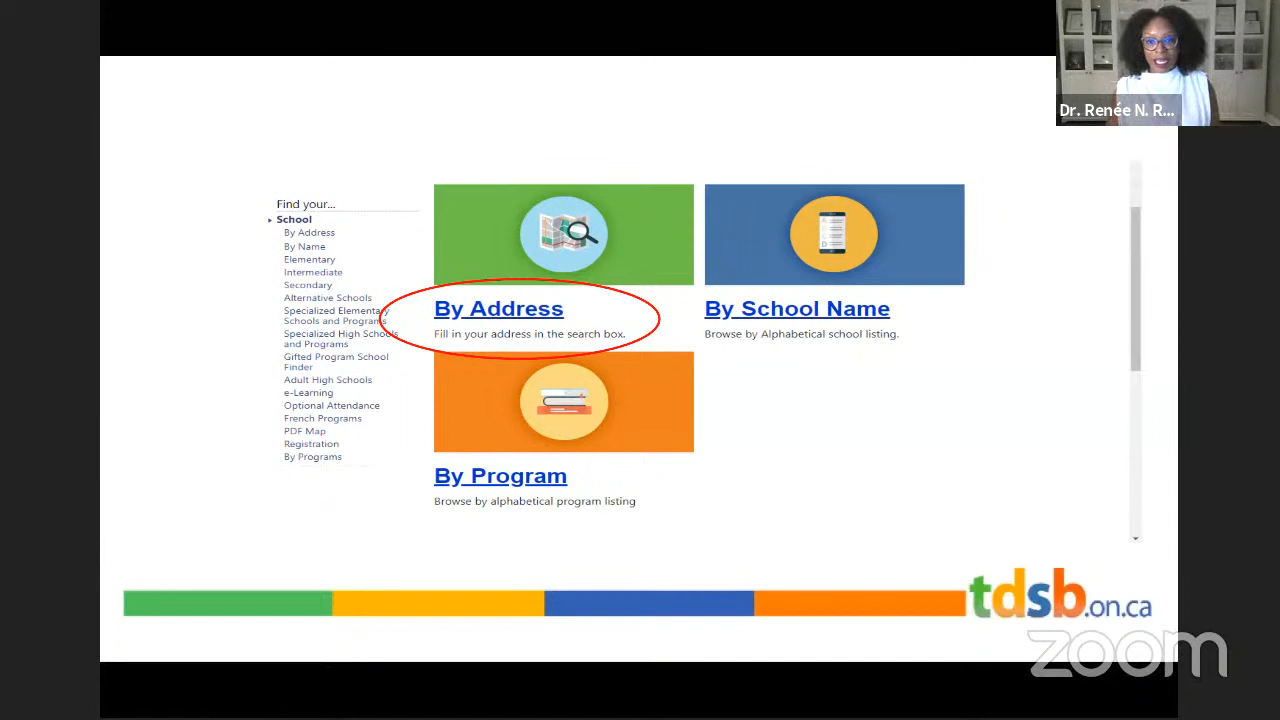 Dr. Renée N. R...
Find your...
School
By Address
By Name
Elementary
Intermediate
Secondary
Alternative Schools
Specialized Elementary
Schools and Programs
Specialized High Schools
and Programs
Gifted Program School
Finder
Adult High Schools
e-Learning
Optional Attendance
French Programs
PDF Map
Registration
By Programs
By Address
Fill in your address in the search box.
By School Name
Browse by Alphabetical school listing.
By Program
Browse by alphabetical program listing
tdsb.on.ca
zoom